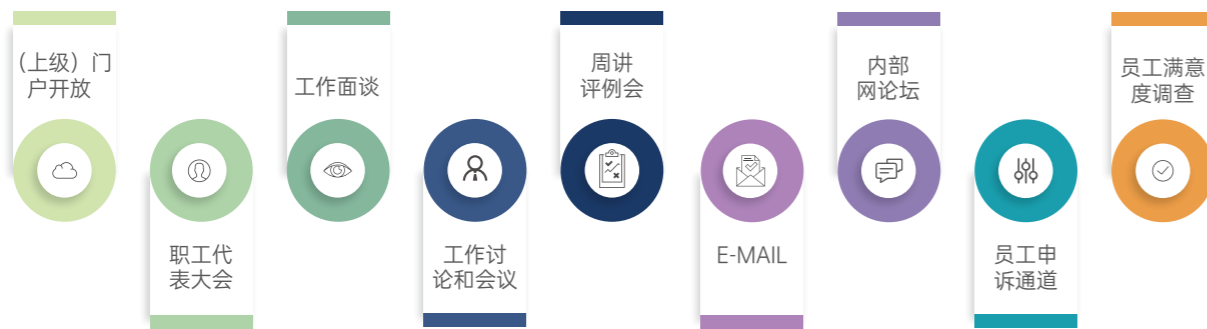 （上级）门
户开放
职工代
表大会
工作面谈
工作讨
论和会议
周讲
评例会
E-MAIL
内部
网论坛
员工申
诉通道
员工满意
度调查